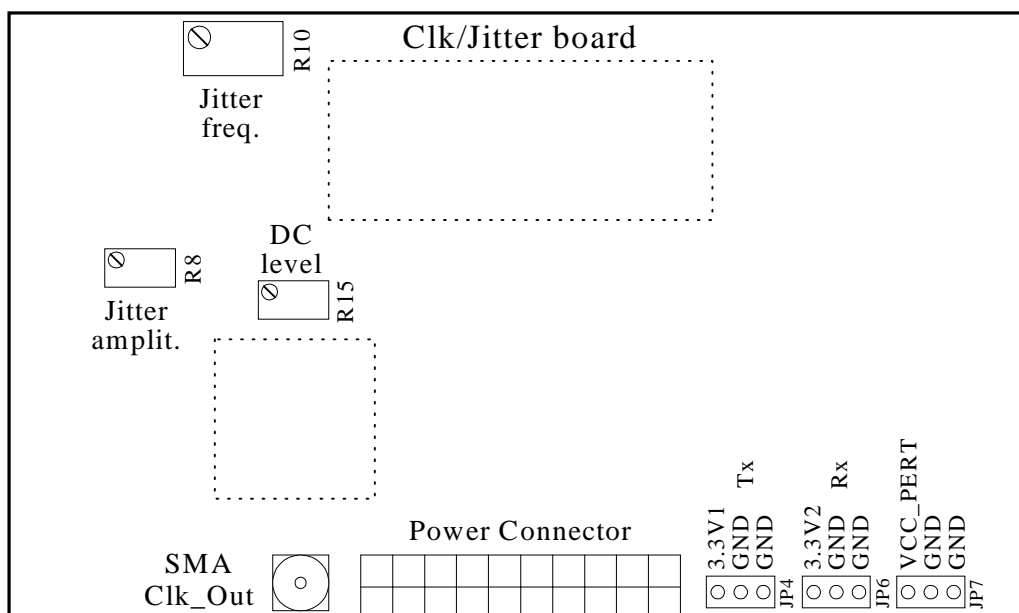 Clk/Jitter board
R10
Jitter
freq.
DC
level
R8
R15
Jitter
amplit.
Tx
Rx
3.3V1
GND
GND
3.3V2
GND
GND
VCC_PERT
GND
GND
Power Connector
SMA
Clk_Out
JP4
JP6
JP7